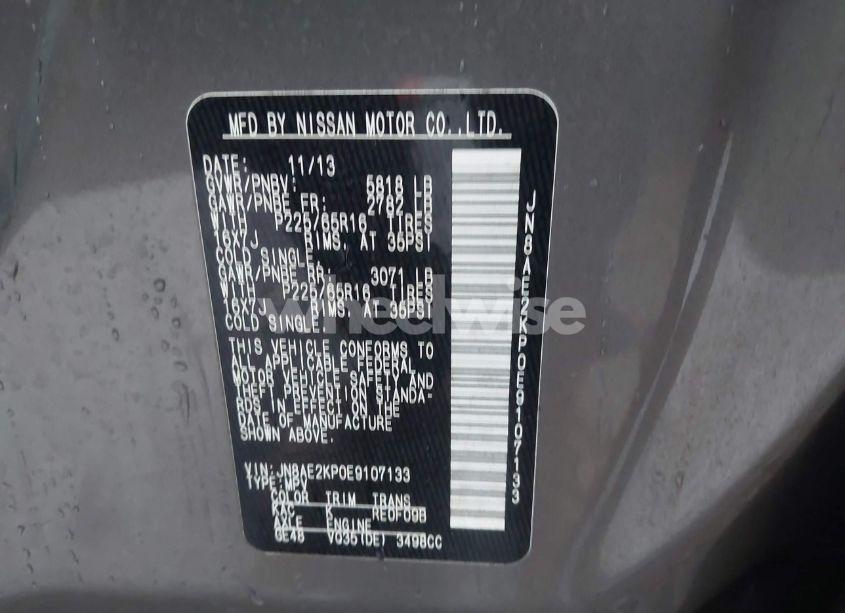 MFD BY NISSAN MOTOR CO.,LTD.
DATE: 11/13
GVWR/PNBV: 5818 LB
GAWR/PNBE FR: 2782 LB
WITH P225/65R16 TIRES
16X7J RIMS, AT 35PSI
COLD SINGLE,
GAWR/PNBE RR: 3071 LB
WITH P225/65R16 TIRES
16X7J RIMS, AT 35PSI
COLD SINGLE,
THIS VEHICLE CONFORMS TO
ALL APPLICABLE FEDERAL
MOTOR VEHICLE SAFETY AND
THEFT PREVENTION STANDA-
RDS IN EFFECT ON THE
DATE OF MANUFACTURE
SHOWN ABOVE.
VIN: JN8AE2KP0E9107133
TYPE: MPV
COLOR TRIM TRANS
KAC K RE0F09B
AXLE ENGINE
GE48 VQ35(DE) 3498CC
JN8AE2KP0E9107133
wheelwise